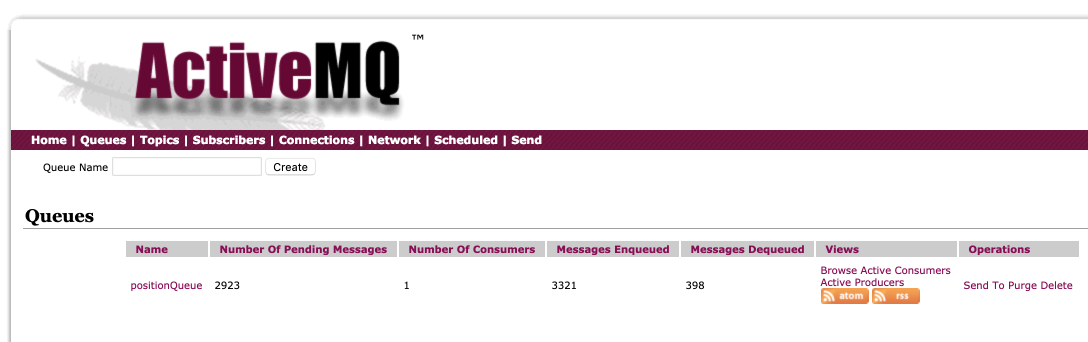 ActiveMQ™
Home | Queues | Topics | Subscribers | Connections | Network | Scheduled | Send
Queue Name Create
Queues
Name Number Of Pending Messages Number Of Consumers Messages Enqueued Messages Dequeued Views Operations
positionQueue 2923 1 3321 398 Browse Active Consumers
Active Producers
atom rss
Send To Purge Delete